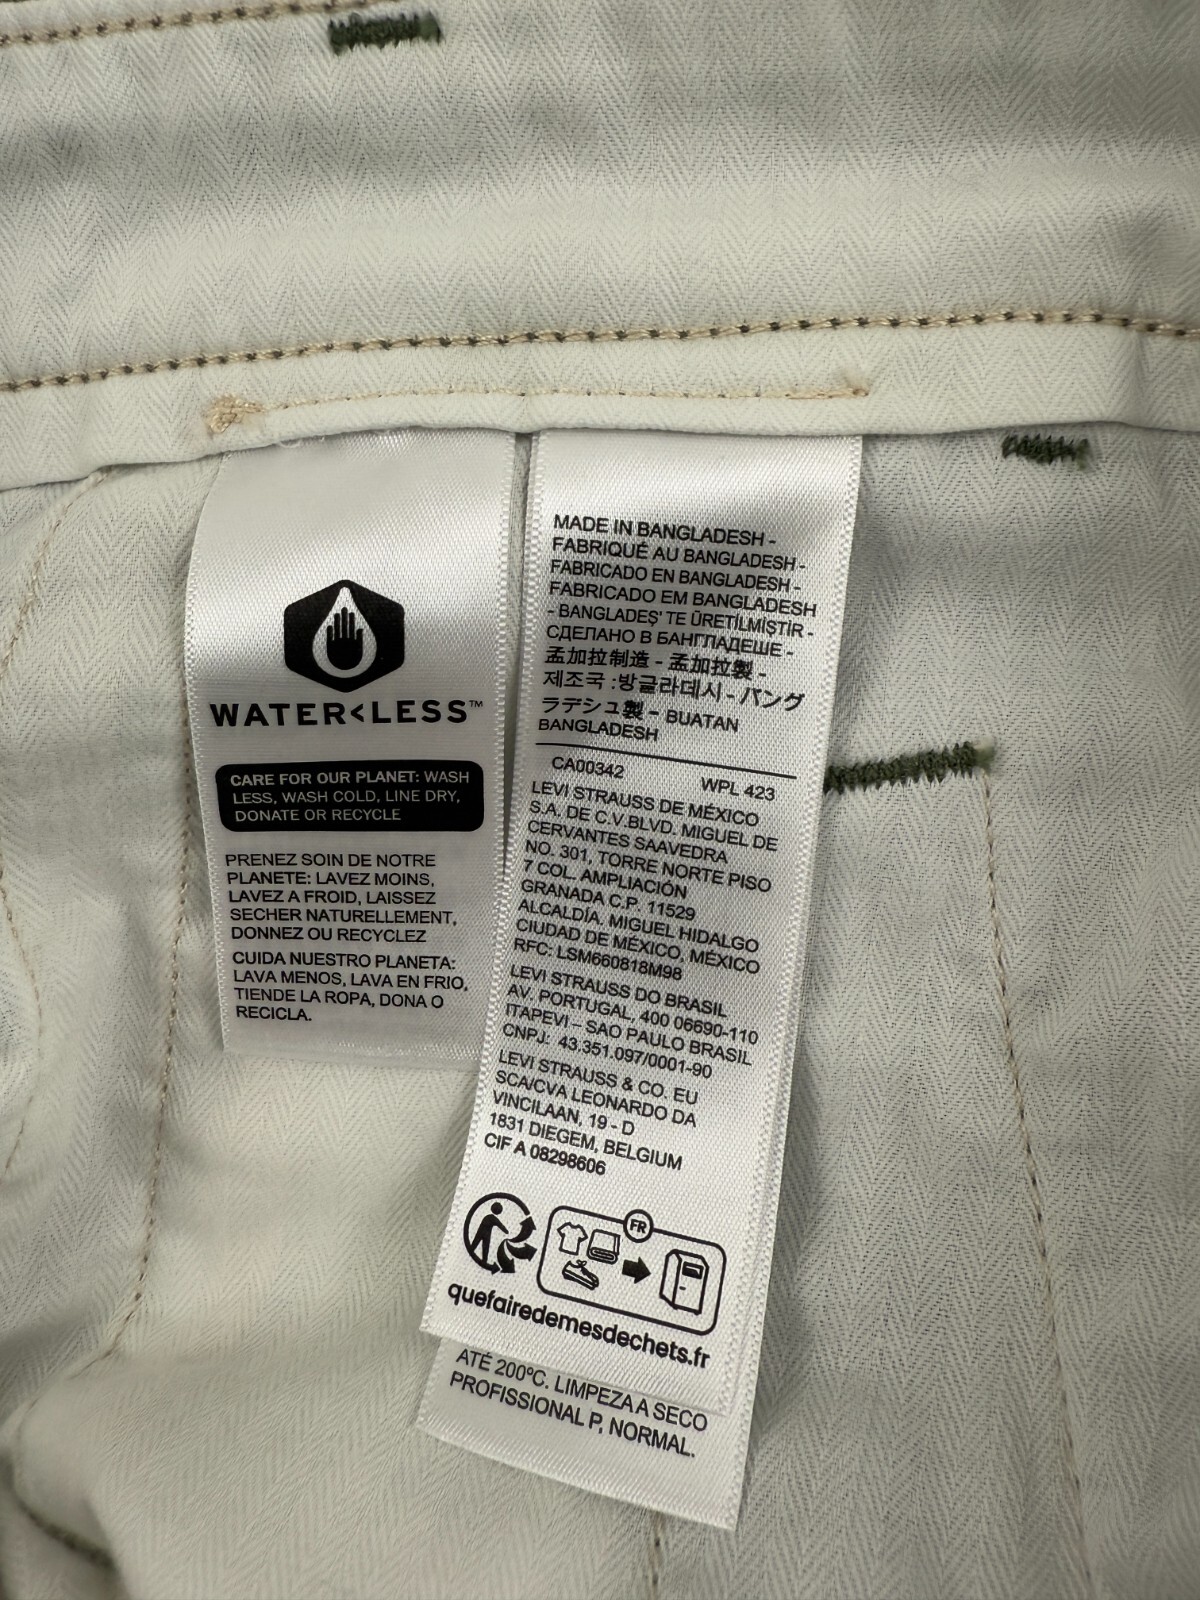 WATER<LESS™
CARE FOR OUR PLANET: WASH
LESS, WASH COLD, LINE DRY,
DONATE OR RECYCLE
PRENEZ SOIN DE NOTRE
PLANETE: LAVEZ MOINS,
LAVEZ A FROID, LAISSEZ
SECHER NATURELLEMENT,
DONNEZ OU RECYCLEZ
CUIDA NUESTRO PLANETA:
LAVA MENOS, LAVA EN FRIO,
TIENDE LA ROPA, DONA O
RECICLA.
MADE IN BANGLADESH -
FABRIQUÉ AU BANGLADESH -
FABRICADO EN BANGLADESH -
FABRICADO EM BANGLADESH
- BANGLADEŞ' TE ÜRETİLMİSTİR -
СДЕЛАНО В БАНГЛАДЕШЕ -
孟加拉制造 - 孟加拉製 -
제조국 :방글라데시 - バング
ラデシュ製 - BUATAN
BANGLADESH
CA00342 WPL 423
LEVI STRAUSS DE MÉXICO
S.A. DE C.V.BLVD. MIGUEL DE
CERVANTES SAAVEDRA
NO. 301, TORRE NORTE PISO
7 COL. AMPLIACIÓN
GRANADA C.P. 11529
ALCALDÍA. MIGUEL HIDALGO
CIUDAD DE MÉXICO, MÉXICO
RFC: LSM660818M98
LEVI STRAUSS DO BRASIL
AV. PORTUGAL, 400 06690-110
ITAPEVI – SAO PAULO BRASIL
CNPJ: 43.351.097/0001-90
LEVI STRAUSS & CO. EU
SCA/CVA LEONARDO DA
VINCILAAN, 19 - D
1831 DIEGEM, BELGIUM
CIF A 08298606
FR
quefairedemesdechets.fr
ATÉ 200ºC. LIMPEZA A SECO
PROFISSIONAL P, NORMAL.